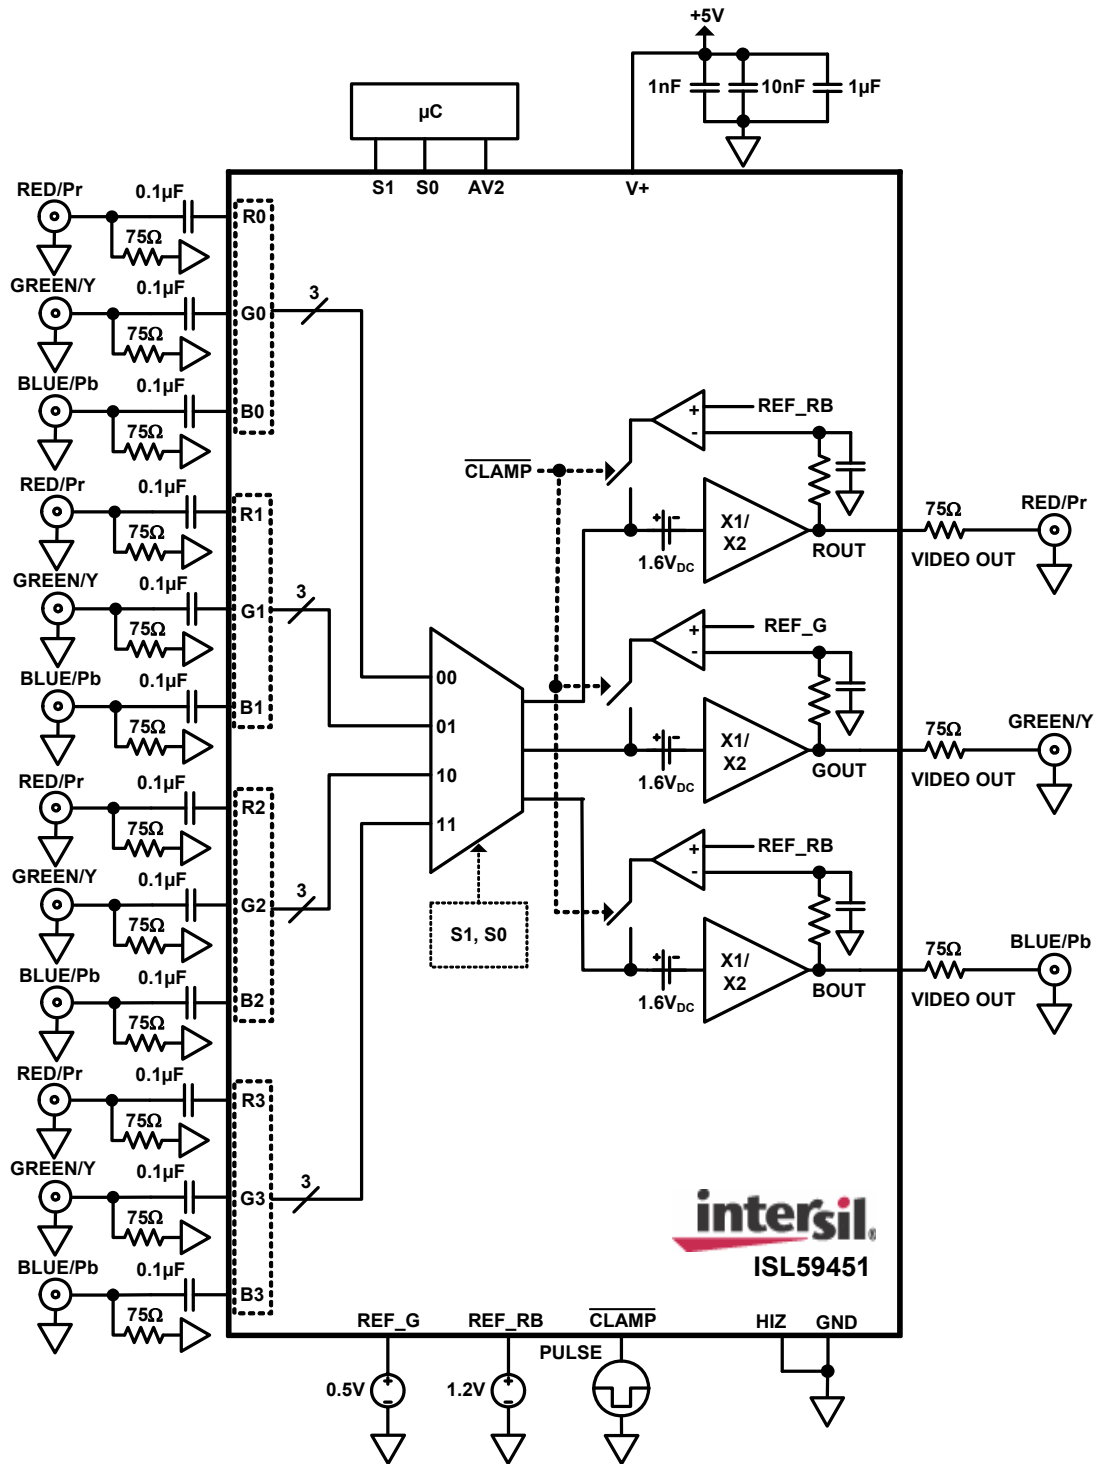 +5V
1nF
10nF
1µF
µC
S1 S0 AV2
V+
RED/Pr
0.1µF
R0
75Ω
GREEN/Y
0.1µF
G0
3
75Ω
BLUE/Pb
0.1µF
B0
75Ω
RED/Pr
0.1µF
R1
75Ω
GREEN/Y
0.1µF
G1
3
75Ω
BLUE/Pb
0.1µF
B1
75Ω
RED/Pr
0.1µF
R2
75Ω
GREEN/Y
0.1µF
G2
3
75Ω
BLUE/Pb
0.1µF
B2
75Ω
RED/Pr
0.1µF
R3
75Ω
GREEN/Y
0.1µF
G3
3
75Ω
BLUE/Pb
0.1µF
B3
75Ω
00
01
10
11
S1, S0
CLAMP
+
-
REF_RB
+ -
1.6VDC
X1/
X2
ROUT
75Ω
VIDEO OUT
RED/Pr
+
-
REF_G
+ -
1.6VDC
X1/
X2
GOUT
75Ω
VIDEO OUT
GREEN/Y
+
-
REF_RB
+ -
1.6VDC
X1/
X2
BOUT
75Ω
VIDEO OUT
BLUE/Pb
intersil®
ISL59451
REF_G
REF_RB
CLAMP
HIZ
GND
PULSE
0.5V
+
-
1.2V
+
-